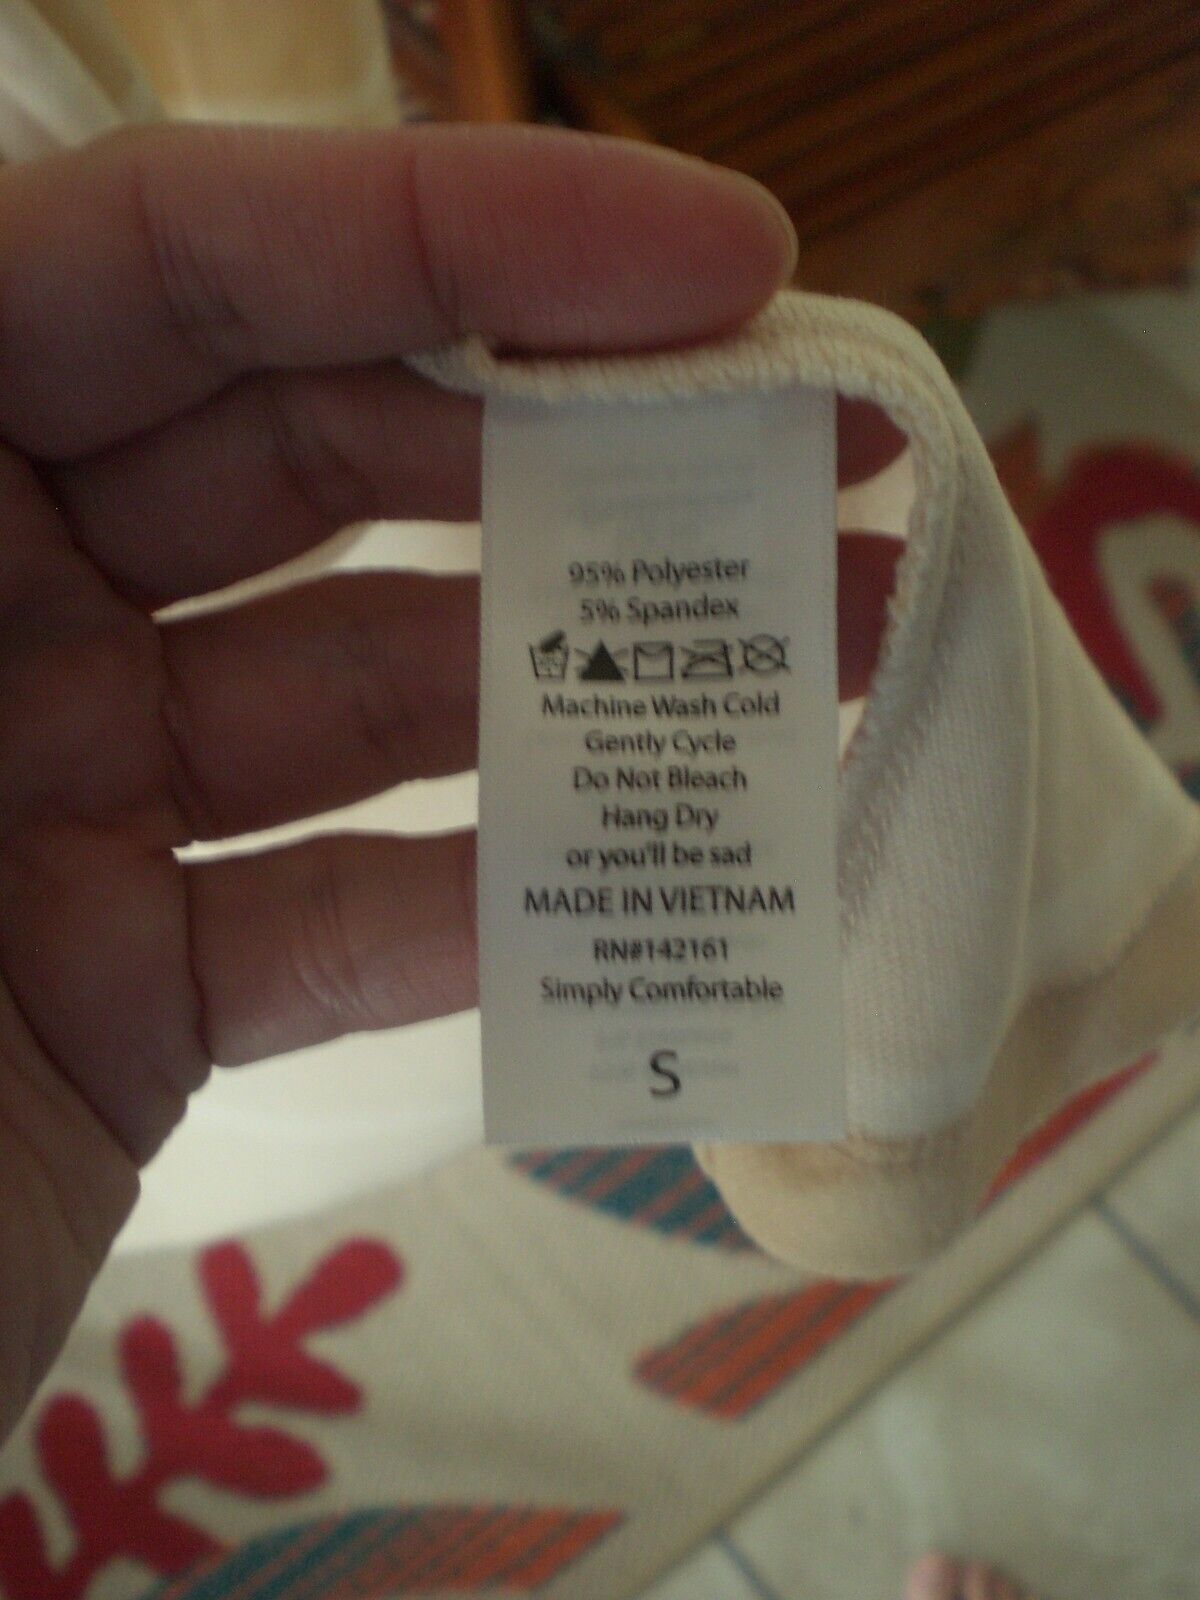 95% Polyester
5% Spandex
Machine Wash Cold
Gently Cycle
Do Not Bleach
Hang Dry
or you'll be sad
MADE IN VIETNAM
RN#142161
Simply Comfortable
S